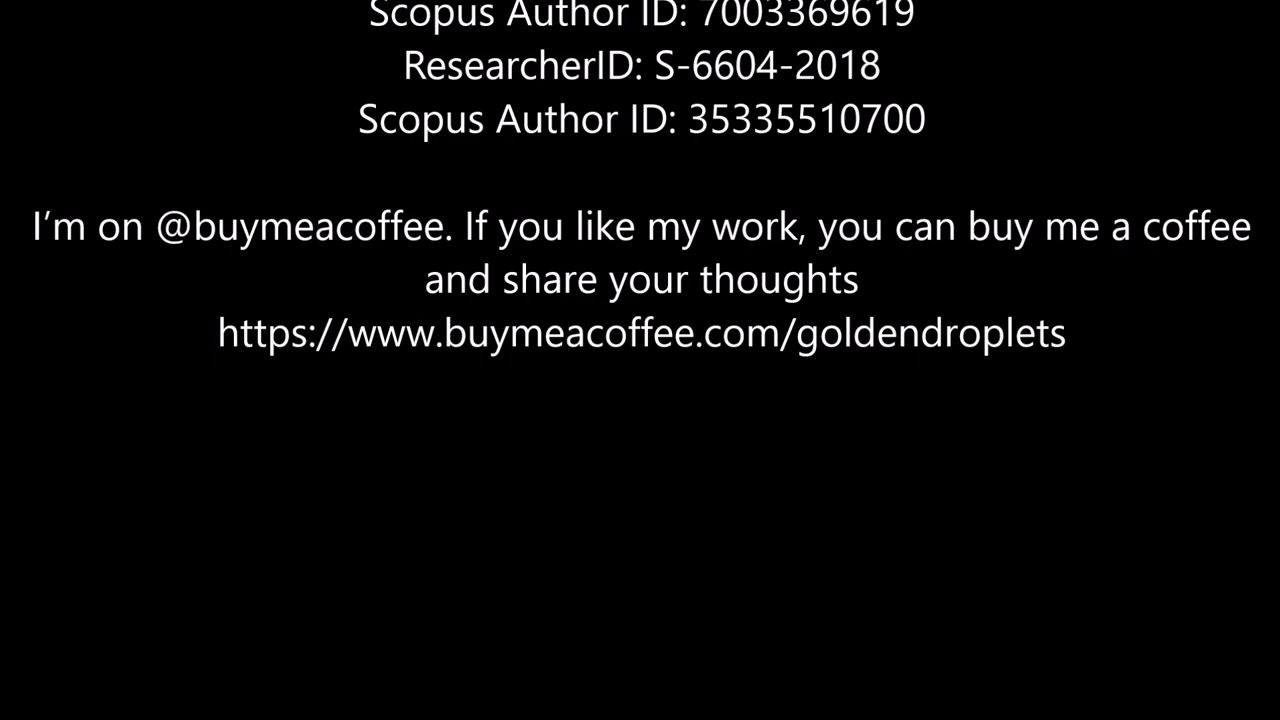 Scopus Author ID: 7003369619
ResearcherID: S-6604-2018
Scopus Author ID: 35335510700
I’m on @buymeacoffee. If you like my work, you can buy me a coffee
and share your thoughts
https://www.buymeacoffee.com/goldendroplets